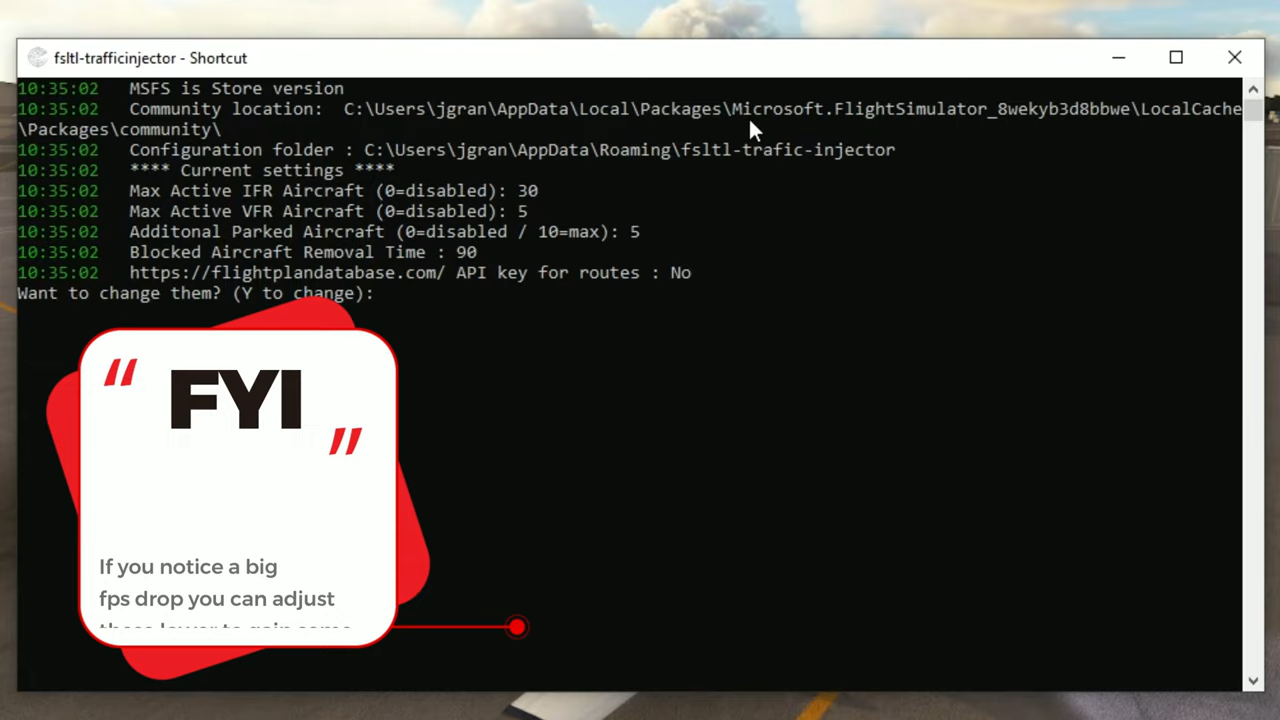 fsltl-trafficinjector - Shortcut
10:35:02 MSFS is Store version
10:35:02 Community location: C:\Users\jgran\AppData\Local\Packages\Microsoft.FlightSimulator_8wekyb3d8bbwe\LocalCache
\Packages\community\
10:35:02 Configuration folder : C:\Users\jgran\AppData\Roaming\fsltl-trafic-injector
10:35:02 **** Current settings ****
10:35:02 Max Active IFR Aircraft (0=disabled): 30
10:35:02 Max Active VFR Aircraft (0=disabled): 5
10:35:02 Additonal Parked Aircraft (0=disabled / 10=max): 5
10:35:02 Blocked Aircraft Removal Time : 90
10:35:02 https://flightplandatabase.com/ API key for routes : No
Want to change them? (Y to change):
“ FYI ”
If you notice a big
fps drop you can adjust
these lower to gain some